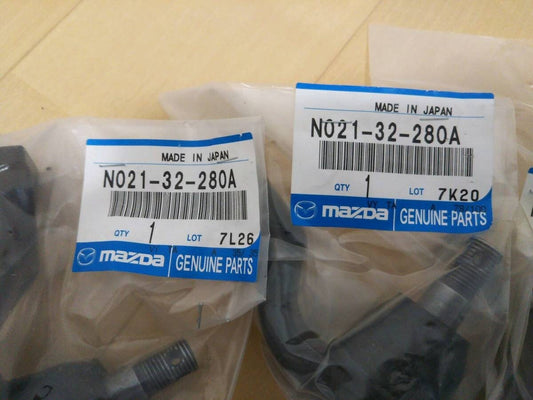 MADE IN JAPAN
N021-32-280A
QTY 1 LOT 7L26
mazda GENUINE PARTS
MADE IN JAPAN
N021-32-280A
QTY 1 LOT 7K20
mazda GENUINE PARTS